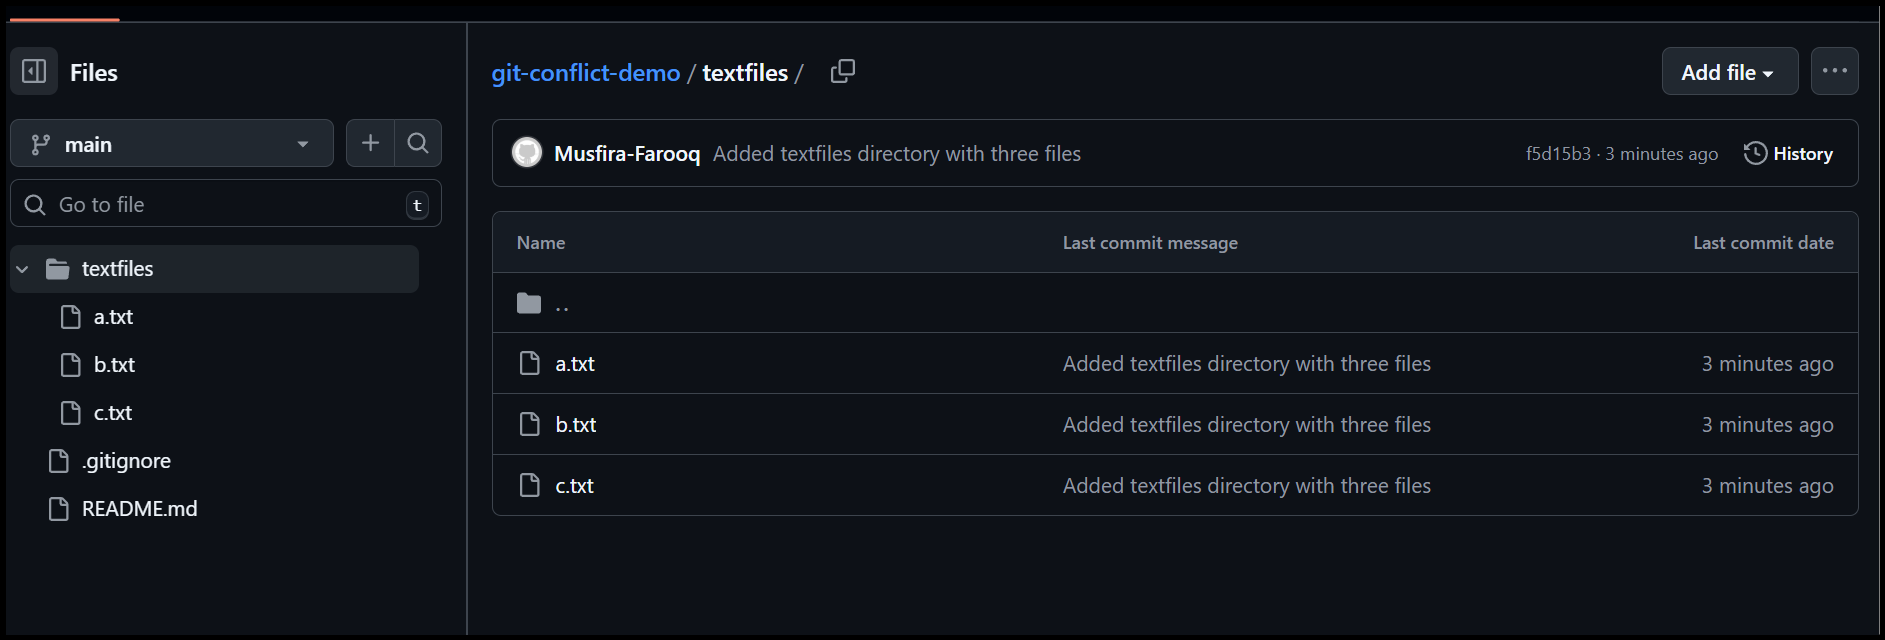 Files
main
Go to file t
textfiles
a.txt
b.txt
c.txt
.gitignore
README.md
git-conflict-demo / textfiles /
Add file
Musfira-Farooq Added textfiles directory with three files f5d15b3 · 3 minutes ago History
Name Last commit message Last commit date
..
a.txt Added textfiles directory with three files 3 minutes ago
b.txt Added textfiles directory with three files 3 minutes ago
c.txt Added textfiles directory with three files 3 minutes ago